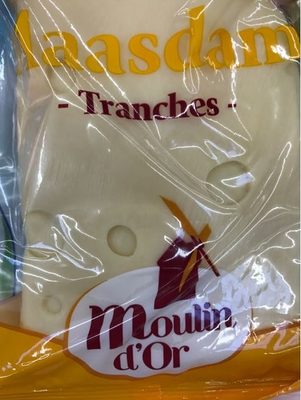 Maasdam
- Tranches -
moulin
d'Or